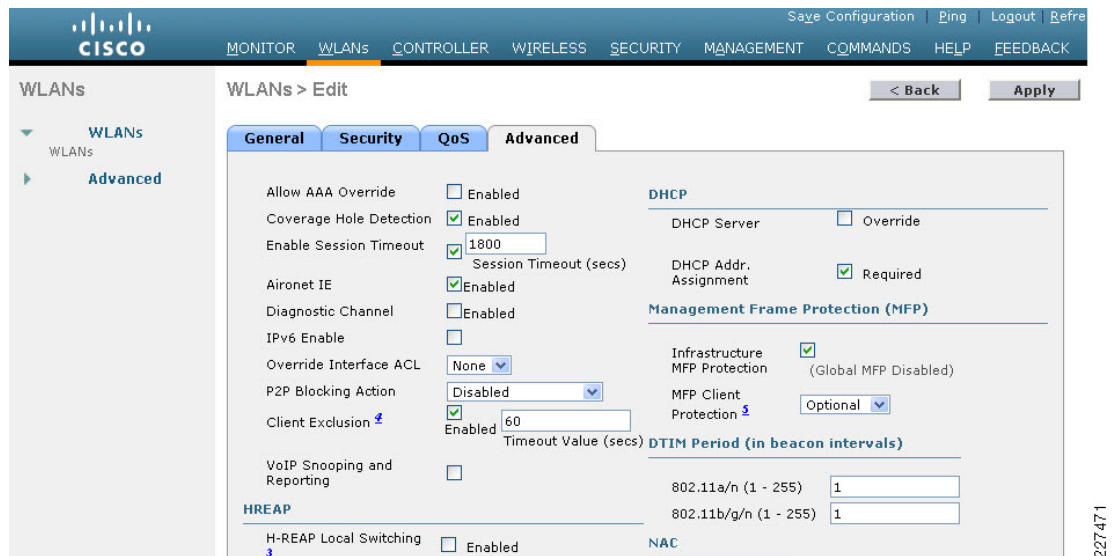 Save Configuration | Ping | Logout | Refre
CISCO
MONITOR WLANs CONTROLLER WIRELESS SECURITY MANAGEMENT COMMANDS HELP FEEDBACK
WLANs
WLANs > Edit
< Back
Apply
WLANs
WLANs
Advanced
General
Security
QoS
Advanced
Allow AAA Override Enabled
Coverage Hole Detection Enabled
Enable Session Timeout 1800
Session Timeout (secs)
Aironet IE Enabled
Diagnostic Channel Enabled
IPv6 Enable
Override Interface ACL None
P2P Blocking Action Disabled
Client Exclusion 4 Enabled 60
Timeout Value (secs)
VoIP Snooping and
Reporting
HREAP
H-REAP Local Switching
3 Enabled
DHCP
DHCP Server Override
DHCP Addr.
Assignment Required
Management Frame Protection (MFP)
Infrastructure
MFP Protection (Global MFP Disabled)
MFP Client
Protection 5 Optional
DTIM Period (in beacon intervals)
802.11a/n (1 - 255) 1
802.11b/g/n (1 - 255) 1
NAC
227471